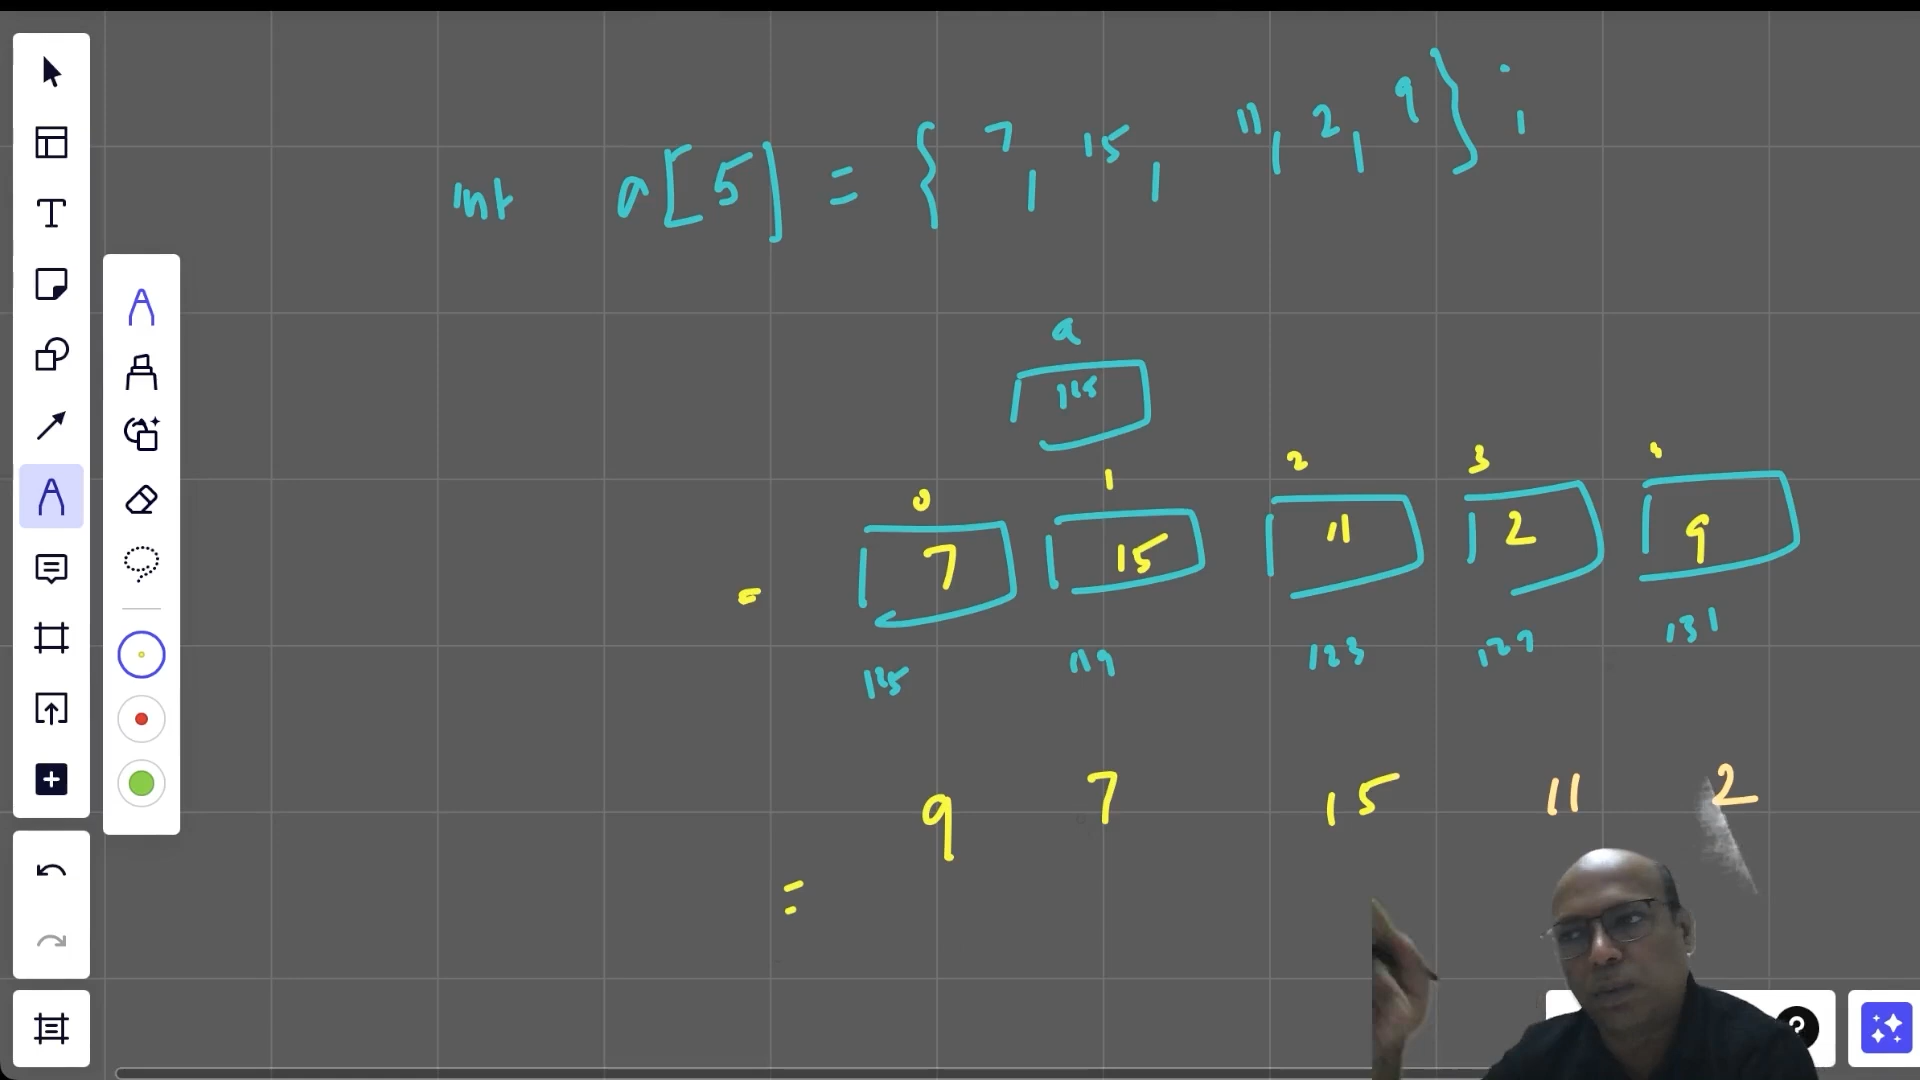 int a[5] = { 7, 15, 11, 2, 9 };
a
115
0 1 2 3
= 7 15 11 2 9
115 119 123 127 131
9 7 15 11 2
=
T
?